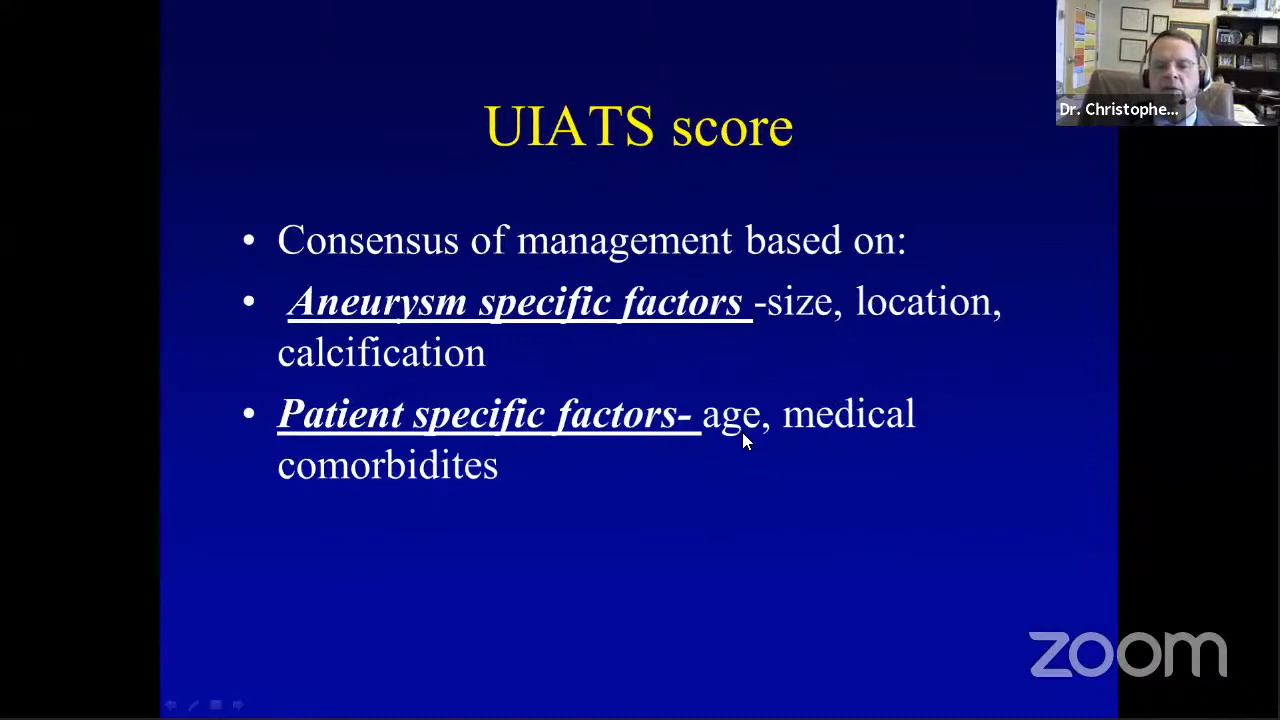 UIATS score
Dr. Christophe...
• Consensus of management based on:
• Aneurysm specific factors -size, location,
calcification
• Patient specific factors- age, medical
comorbidites
zoom